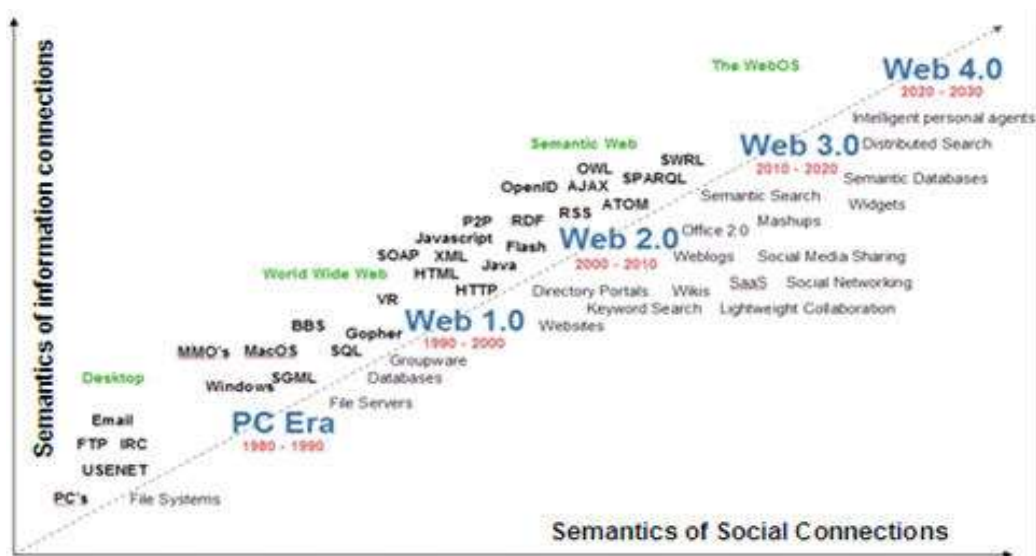 Semantics of information connections
The WebOS
Web 4.0
2020 - 2030
Intelligent personal agents
Semantic Web
Web 3.0
Distributed Search
2010 - 2020
SWRL
OWL
SPARQL
Semantic Databases
OpenID
AJAX
Semantic Search
Widgets
ATOM
RSS
P2P
RDF
Mashups
Office 2.0
Javascript
Flash
Web 2.0
2000 - 2010
SOAP
XML
Java
Weblogs
Social Media Sharing
World Wide Web
HTML
HTTP
SaaS
Social Networking
Directory Portals
Wikis
VR
Keyword Search
Lightweight Collaboration
BBS
Gopher
Web 1.0
1990 - 2000
Websites
MMO's
MacOS
SQL
Groupware
Desktop
Windows
SGML
Databases
File Servers
Email
PC Era
1980 - 1990
FTP
IRC
USENET
PC's
File Systems
Semantics of Social Connections